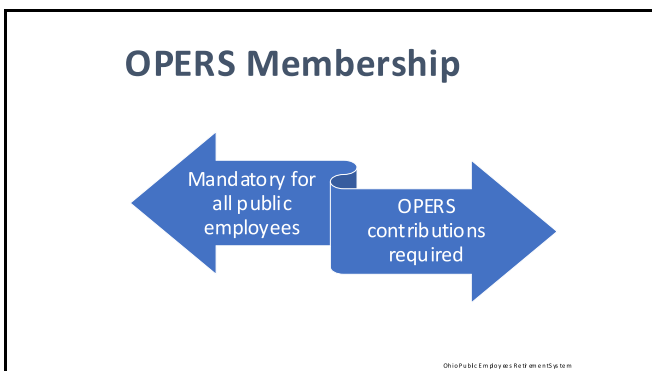 OPERS Membership
Mandatory for
all public
employees
OPERS
contributions
required
Ohio Public Employees Retirement System